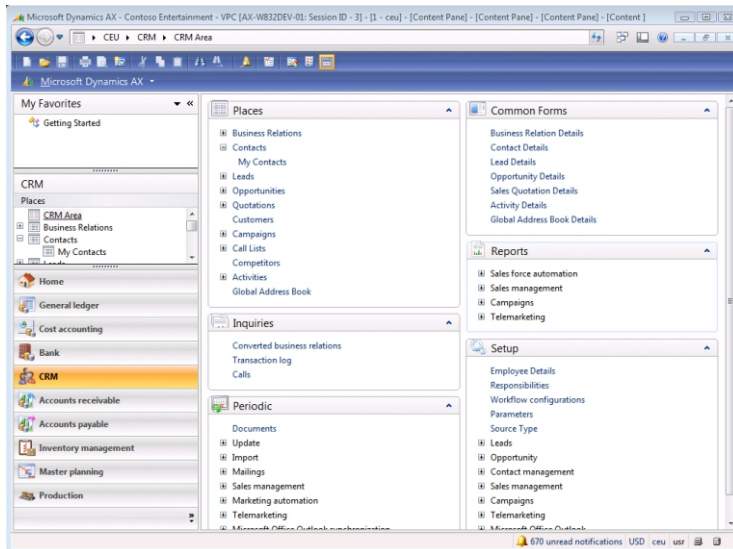 Microsoft Dynamics AX - Contoso Entertainment - VPC [AX-W832DEV-01: Session ID - 3] - [1 - ceu] - [Content Pane] - [Content Pane] - [Content Pane] - [Content ]
CEU CRM CRM Area
Microsoft Dynamics AX
My Favorites
Getting Started
CRM
Places
CRM Area
Business Relations
Contacts
My Contacts
Home
General ledger
Cost accounting
Bank
CRM
Accounts receivable
Accounts payable
Inventory management
Master planning
Production
Places
Business Relations
Contacts
My Contacts
Leads
Opportunities
Quotations
Customers
Campaigns
Call Lists
Competitors
Activities
Global Address Book
Inquiries
Converted business relations
Transaction log
Calls
Periodic
Documents
Update
Import
Mailings
Sales management
Marketing automation
Telemarketing
Microsoft Office Outlook synchronization
Common Forms
Business Relation Details
Contact Details
Lead Details
Opportunity Details
Sales Quotation Details
Activity Details
Global Address Book Details
Reports
Sales force automation
Sales management
Campaigns
Telemarketing
Setup
Employee Details
Responsibilities
Workflow configurations
Parameters
Source Type
Leads
Opportunity
Contact management
Sales management
Campaigns
Telemarketing
Microsoft Office Outlook
670 unread notifications USD ceu usr